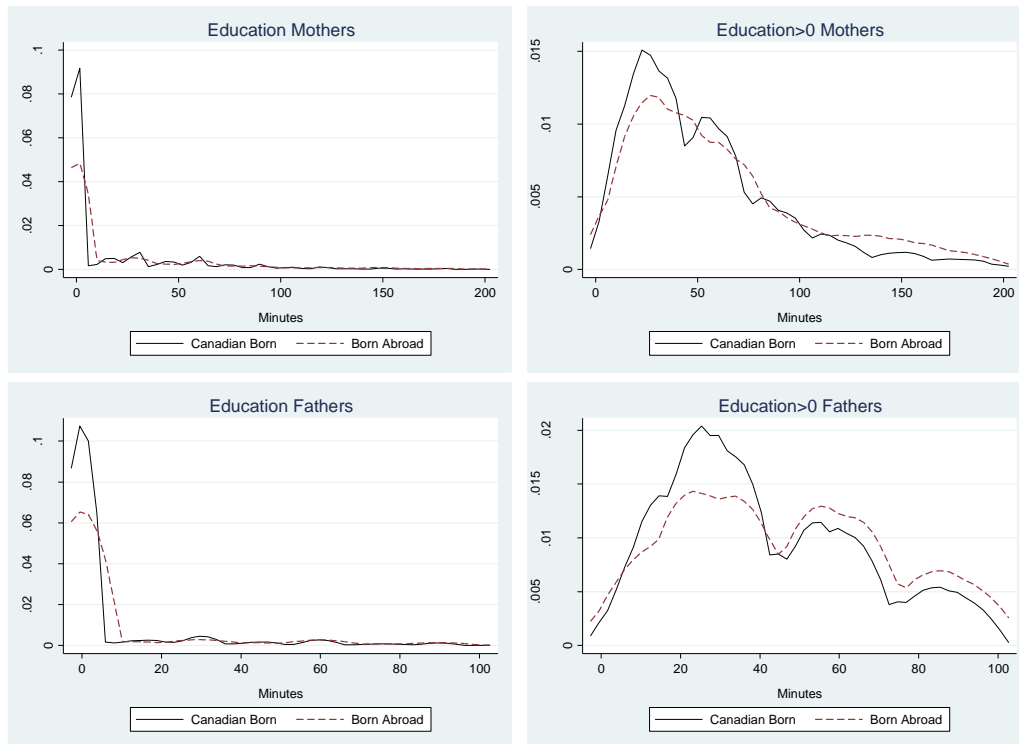 Education Mothers
.1
.08
.06
.04
.02
0
0 50 100 150 200
Minutes
Canadian Born Born Abroad
Education>0 Mothers
.015
.01
.005
0
0 50 100 150 200
Minutes
Canadian Born Born Abroad
Education Fathers
.1
.08
.06
.04
.02
0
0 20 40 60 80 100
Minutes
Canadian Born Born Abroad
Education>0 Fathers
.02
.015
.01
.005
0
0 20 40 60 80 100
Minutes
Canadian Born Born Abroad